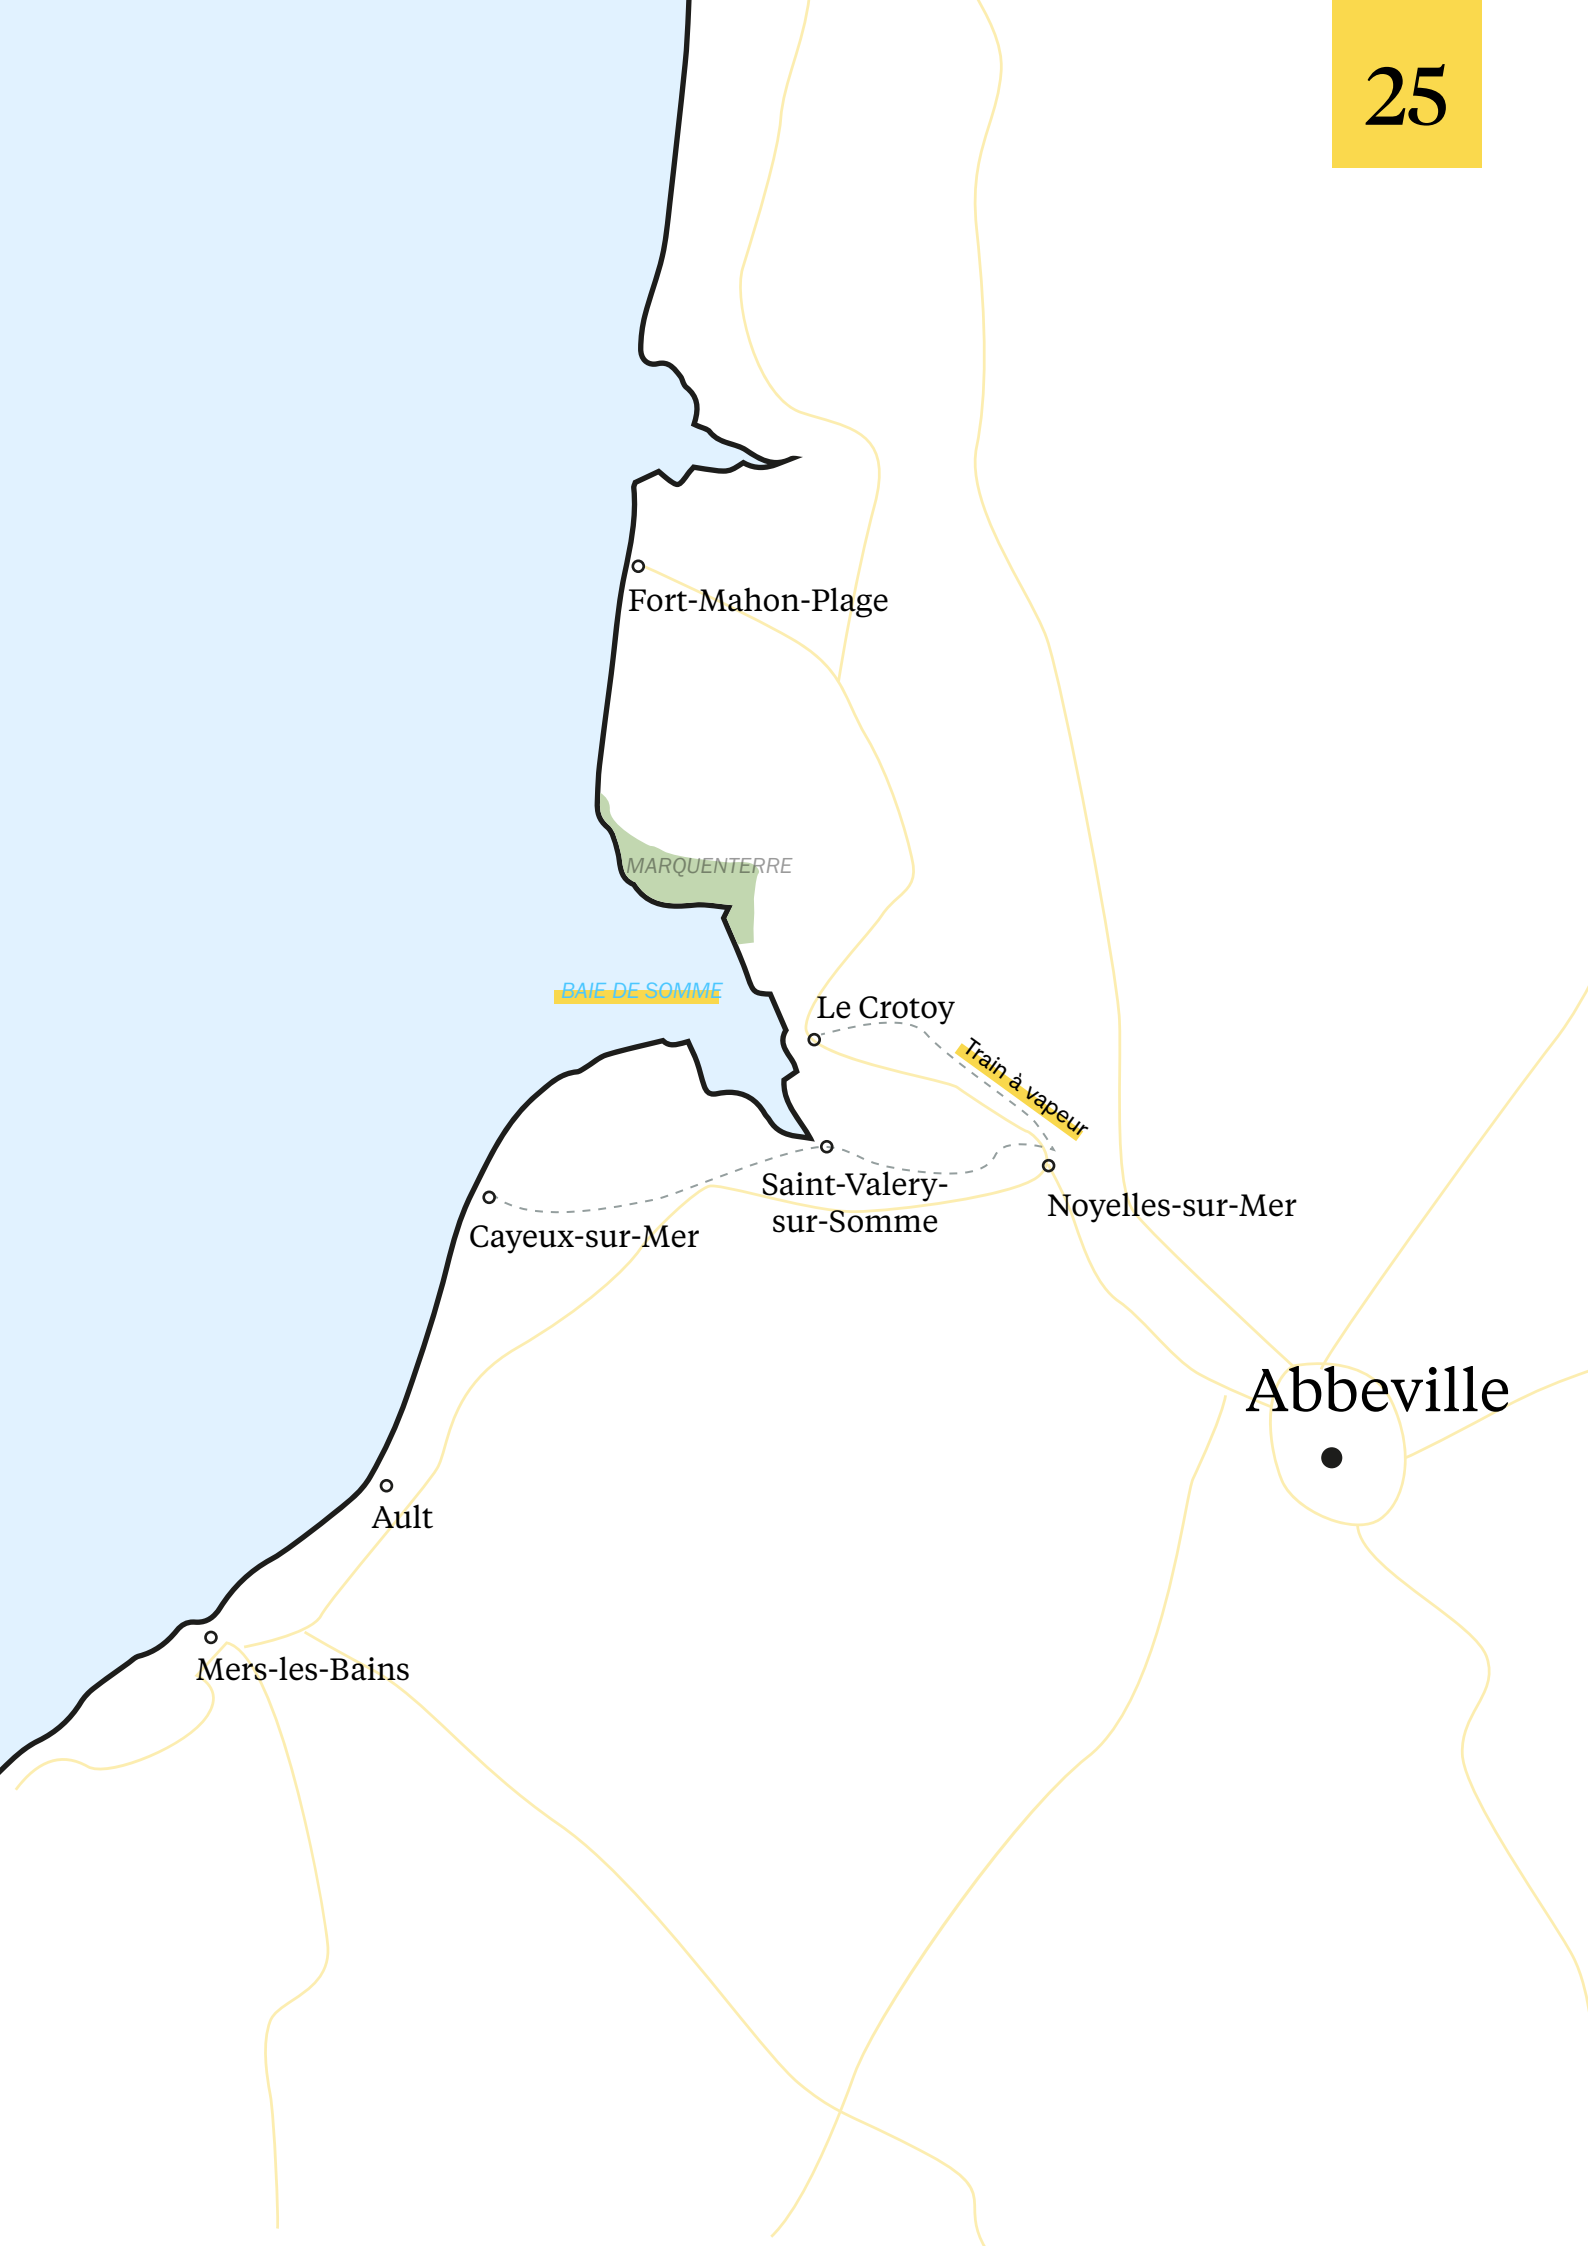 25
Fort-Mahon-Plage
MARQUENTERRE
BAIE DE SOMME
Le Crotoy
Train à vapeur
Saint-Valery-
sur-Somme
Noyelles-sur-Mer
Cayeux-sur-Mer
Abbeville
Ault
Mers-les-Bains